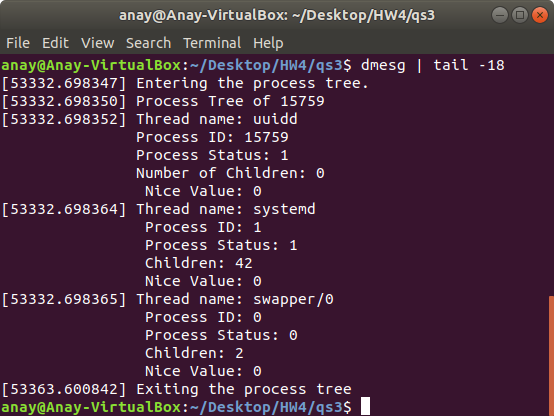 anay@Anay-VirtualBox: ~/Desktop/HW4/qs3
File Edit View Search Terminal Help
anay@Anay-VirtualBox:~/Desktop/HW4/qs3$ dmesg | tail -18
[53332.698347] Entering the process tree.
[53332.698350] Process Tree of 15759
[53332.698352] Thread name: uuidd
Process ID: 15759
Process Status: 1
Number of Children: 0
Nice Value: 0
[53332.698364] Thread name: systemd
Process ID: 1
Process Status: 1
Children: 42
Nice Value: 0
[53332.698365] Thread name: swapper/0
Process ID: 0
Process Status: 0
Children: 2
Nice Value: 0
[53363.600842] Exiting the process tree
anay@Anay-VirtualBox:~/Desktop/HW4/qs3$